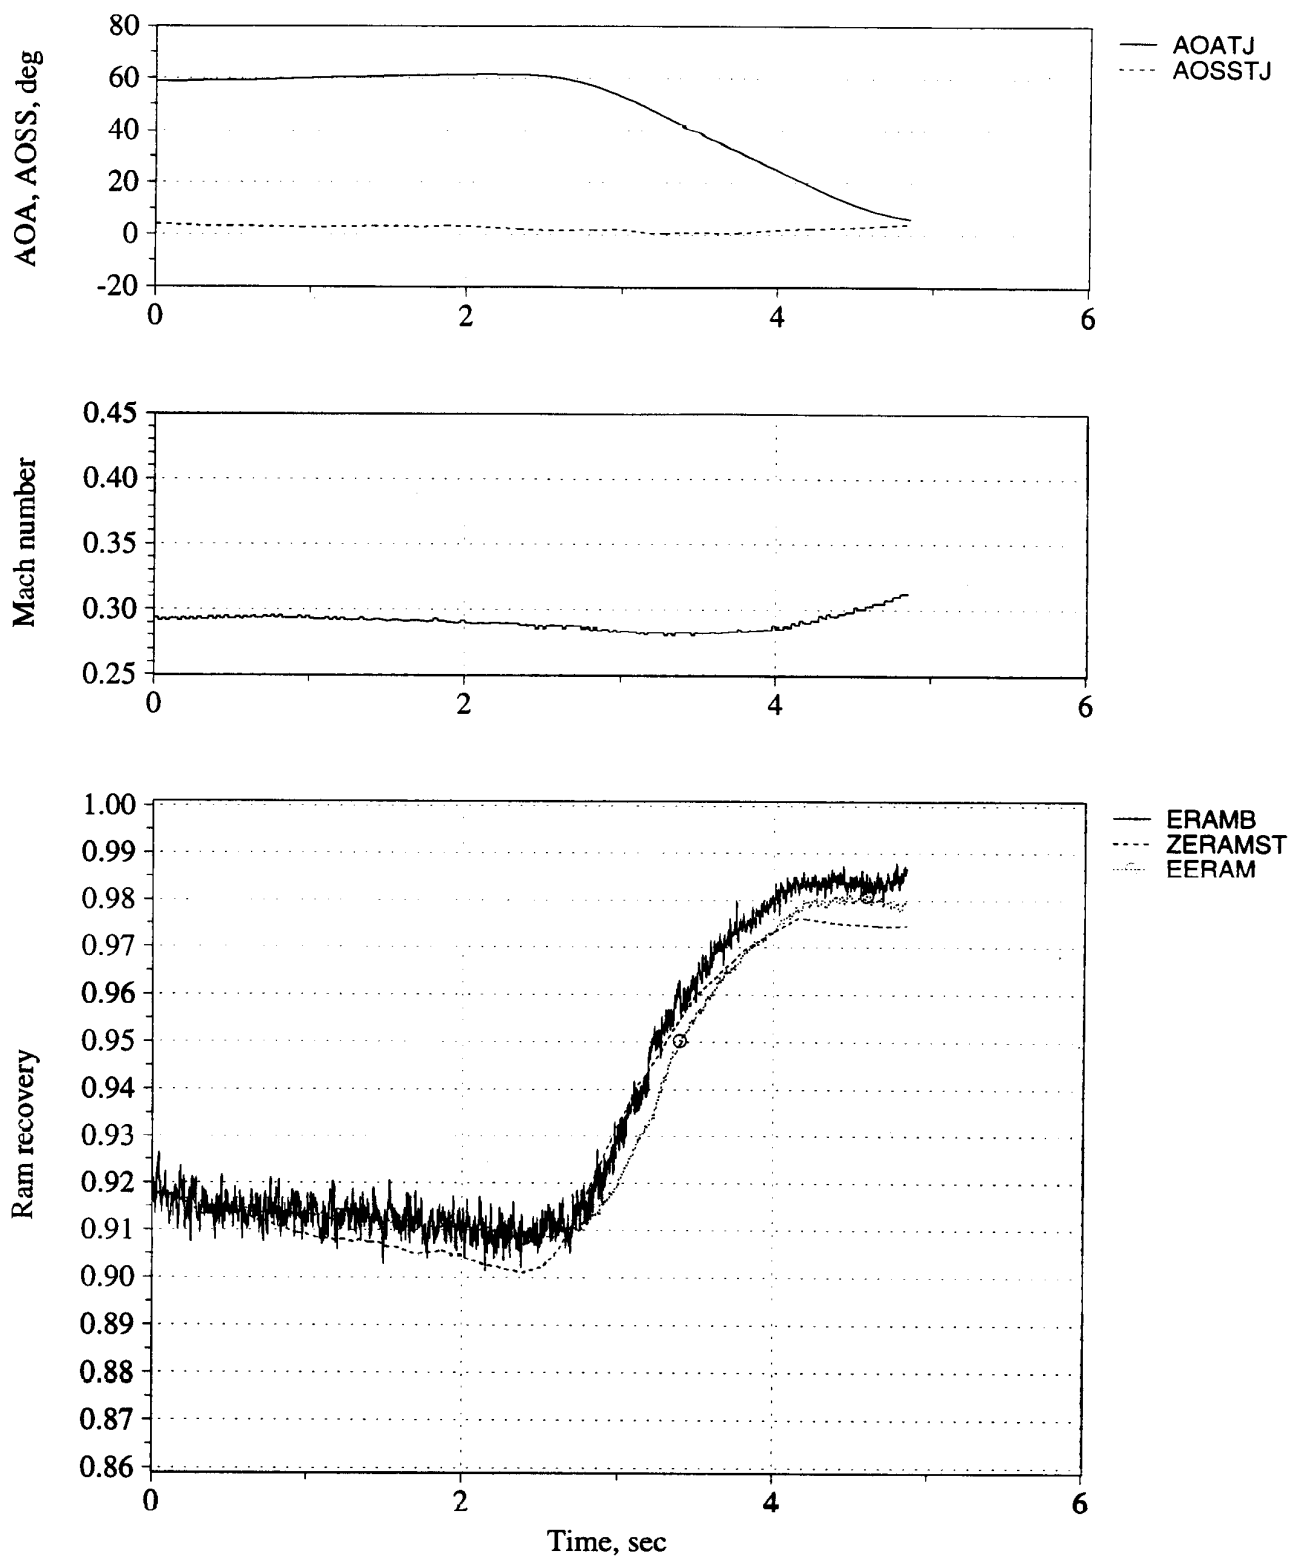 AOA, AOSS, deg
80
60
40
20
0
-20
0 2 4 6
AOATJ
AOSSTJ
Mach number
0.45
0.40
0.35
0.30
0.25
0 2 4 6
Ram recovery
1.00
0.99
0.98
0.97
0.96
0.95
0.94
0.93
0.92
0.91
0.90
0.89
0.88
0.87
0.86
0 2 4 6
Time, sec
ERAMB
ZERAMST
EERAM